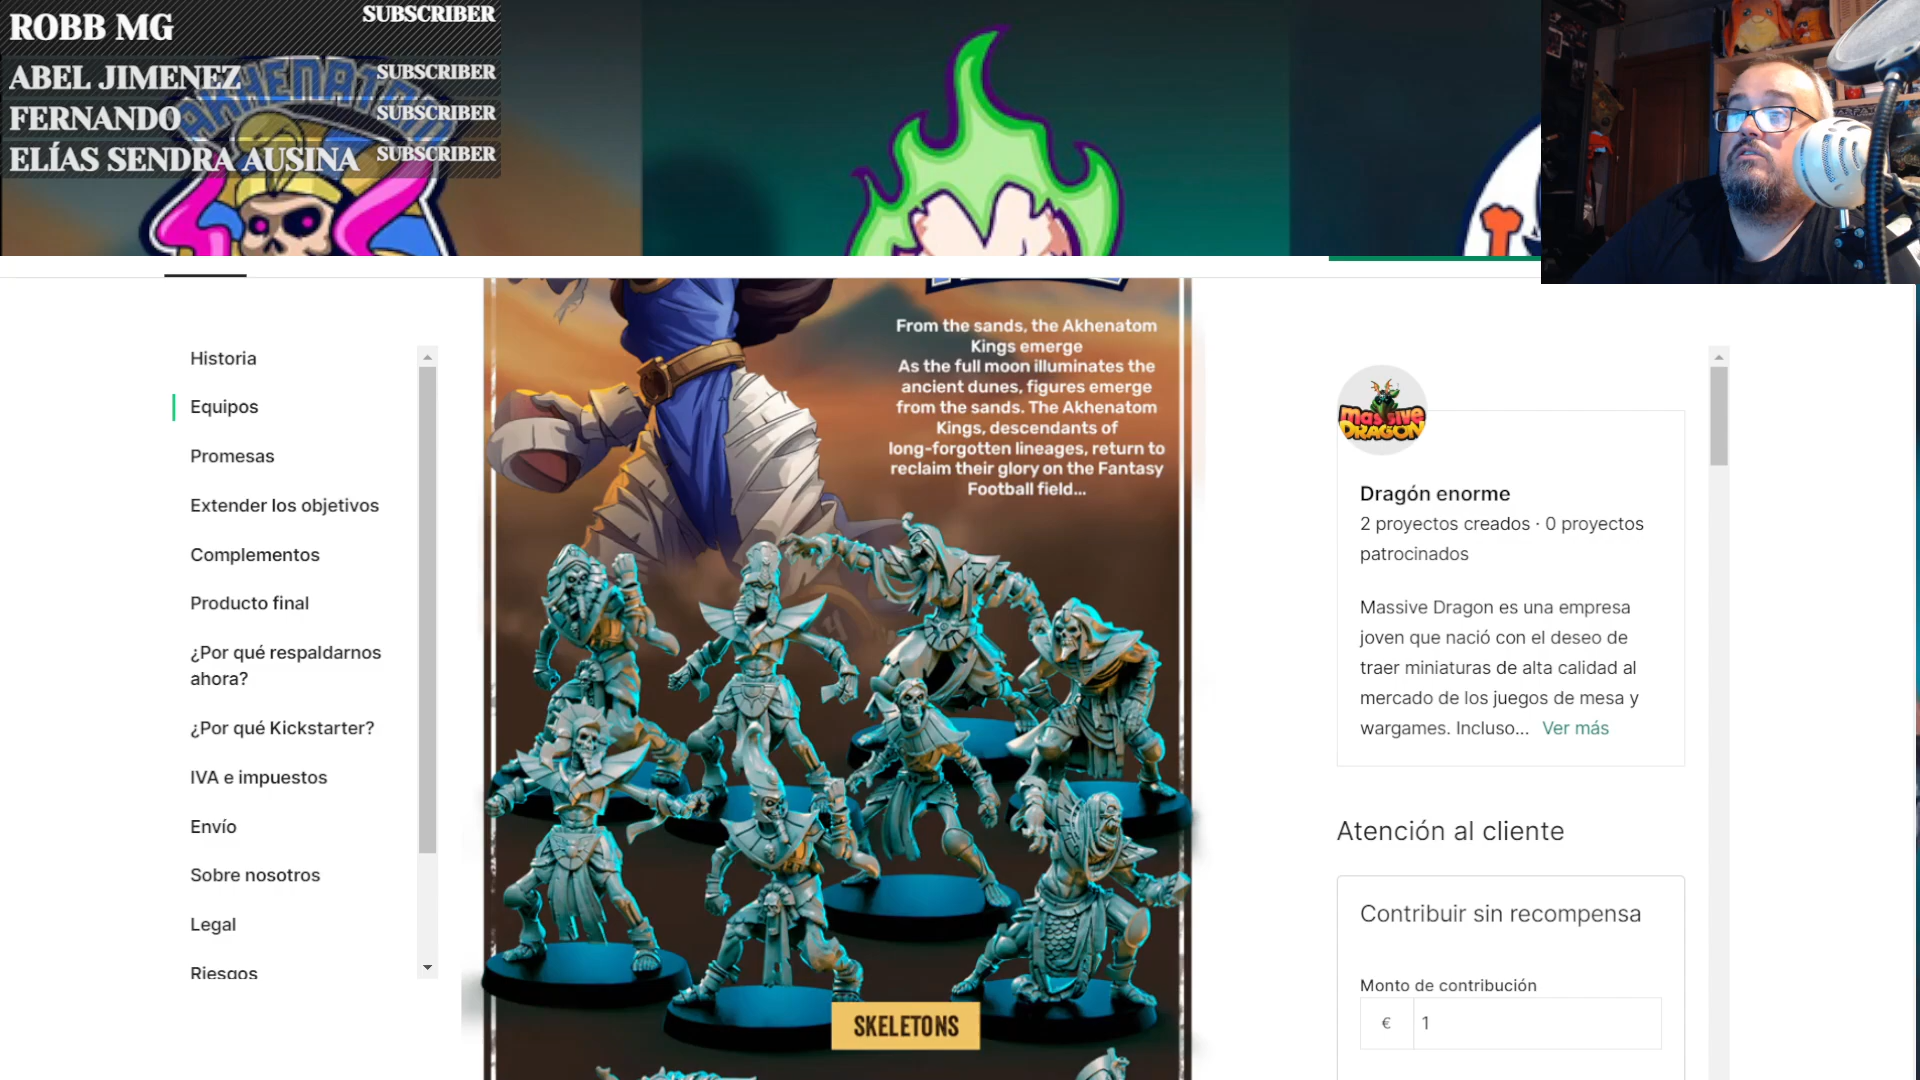 ROBB MG SUBSCRIBER
ABEL JIMENEZ SUBSCRIBER
FERNANDO SUBSCRIBER
ELÍAS SENDRA AUSINA SUBSCRIBER
AKHENATOM
From the sands, the Akhenatom
Kings emerge
As the full moon illuminates the
ancient dunes, figures emerge
from the sands. The Akhenatom
Kings, descendants of
long-forgotten lineages, return to
reclaim their glory on the Fantasy
Football field...
SKELETONS
Historia
Equipos
Promesas
Extender los objetivos
Complementos
Producto final
¿Por qué respaldarnos
ahora?
¿Por qué Kickstarter?
IVA e impuestos
Envío
Sobre nosotros
Legal
Riesgos
MASSIVE
DRAGON
Dragón enorme
2 proyectos creados · 0 proyectos
patrocinados
Massive Dragon es una empresa
joven que nació con el deseo de
traer miniaturas de alta calidad al
mercado de los juegos de mesa y
wargames. Incluso... Ver más
Atención al cliente
Contribuir sin recompensa
Monto de contribución
€ 1